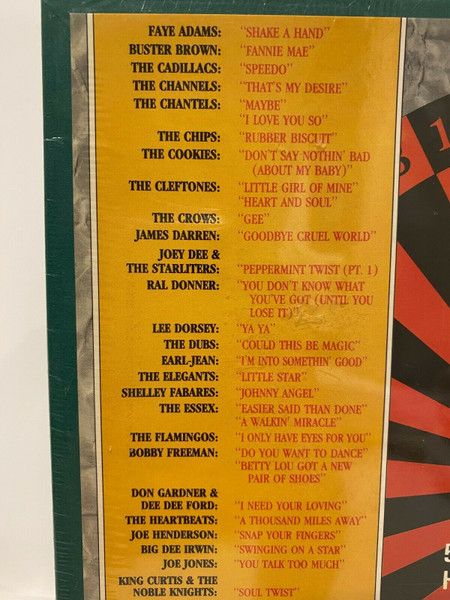 FAYE ADAMS: "SHAKE A HAND"
BUSTER BROWN: "FANNIE MAE"
THE CADILLACS: "SPEEDO"
THE CHANNELS: "THAT'S MY DESIRE"
THE CHANTELS: "MAYBE"
"I LOVE YOU SO"
THE CHIPS: "RUBBER BISCUIT"
THE COOKIES: "DON'T SAY NOTHIN' BAD
(ABOUT MY BABY)"
THE CLEFTONES: "LITTLE GIRL OF MINE"
"HEART AND SOUL"
THE CROWS: "GEE"
JAMES DARREN: "GOODBYE CRUEL WORLD"
JOEY DEE &
THE STARLITERS: "PEPPERMINT TWIST (PT. 1)
RAL DONNER: "YOU DON'T KNOW WHAT
YOU'VE GOT (UNTIL YOU
LOSE IT)"
LEE DORSEY: "YA YA"
THE DUBS: "COULD THIS BE MAGIC"
EARL-JEAN: "I'M INTO SOMETHIN' GOOD"
THE ELEGANTS: "LITTLE STAR"
SHELLEY FABARES: "JOHNNY ANGEL"
THE ESSEX: "EASIER SAID THAN DONE"
"A WALKIN' MIRACLE"
THE FLAMINGOS: "I ONLY HAVE EYES FOR YOU"
BOBBY FREEMAN: "DO YOU WANT TO DANCE"
"BETTY LOU GOT A NEW
PAIR OF SHOES"
DON GARDNER &
DEE DEE FORD: "I NEED YOUR LOVING"
THE HEARTBEATS: "A THOUSAND MILES AWAY"
JOE HENDERSON: "SNAP YOUR FINGERS"
BIG DEE IRWIN: "SWINGING ON A STAR"
JOE JONES: "YOU TALK TOO MUCH"
KING CURTIS & THE
NOBLE KNIGHTS: "SOUL TWIST"